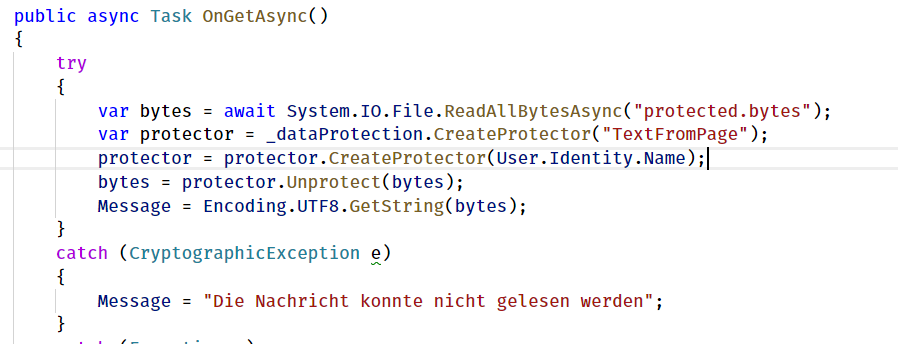 public async Task OnGetAsync()
{
try
{
var bytes = await System.IO.File.ReadAllBytesAsync("protected.bytes");
var protector = _dataProtection.CreateProtector("TextFromPage");
protector = protector.CreateProtector(User.Identity.Name);
bytes = protector.Unprotect(bytes);
Message = Encoding.UTF8.GetString(bytes);
}
catch (CryptographicException e)
{
Message = "Die Nachricht konnte nicht gelesen werden";
}